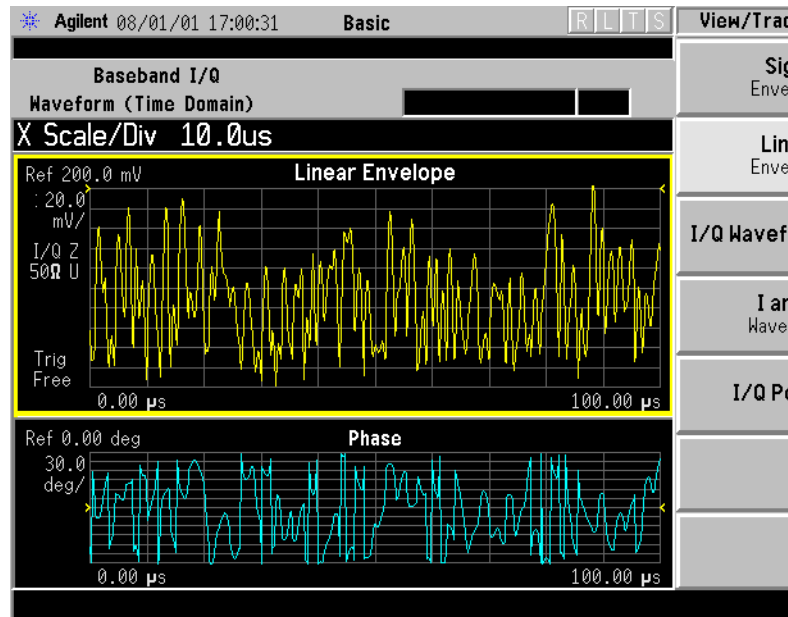 Agilent 08/01/01 17:00:31 Basic R L T S View/Trac
Baseband I/Q
Waveform (Time Domain)
X Scale/Div 10.0us
Ref 200.0 mV Linear Envelope
20.0
mV/
I/Q Z
50Ω U
Trig
Free
0.00 µs 100.00 µs
Ref 0.00 deg Phase
30.0
deg/
0.00 µs 100.00 µs
Sig
Enve
Lin
Enve
I/Q Wavef
I an
Wave
I/Q Po